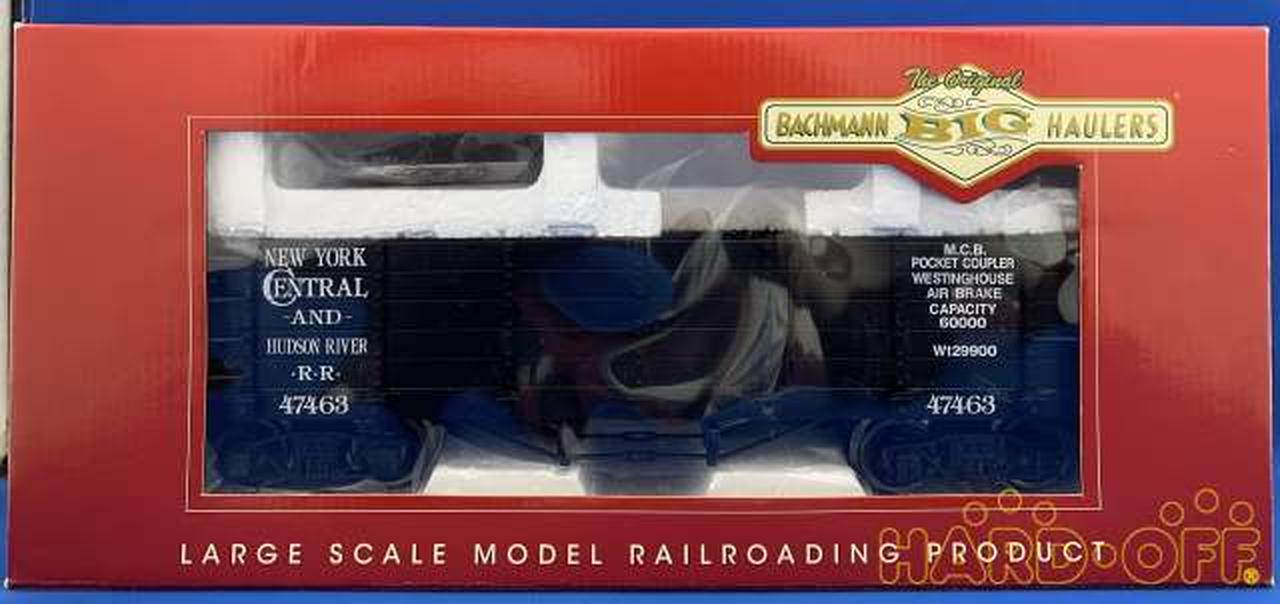 The Original
BACHMANN BIG HAULERS
NEW YORK
CENTRAL
-AND-
HUDSON RIVER
·R·R·
47463
M.C.B.
POCKET COUPLER
WESTINGHOUSE
AIR BRAKE
CAPACITY
60000
Wt29900
47463
LARGE SCALE MODEL RAILROADING PRODUCT
HARD·OFF®